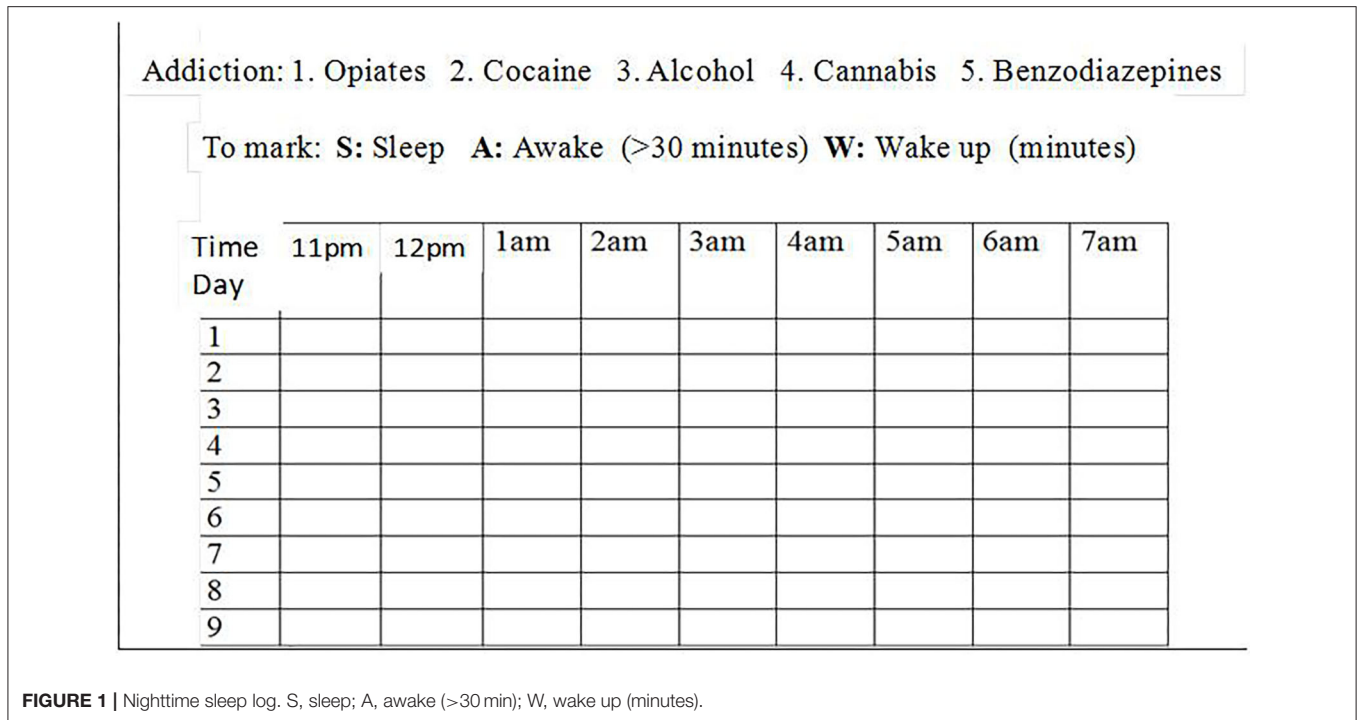 Addiction: 1. Opiates 2. Cocaine 3. Alcohol 4. Cannabis 5. Benzodiazepines
To mark: S: Sleep A: Awake (>30 minutes) W: Wake up (minutes)
Time 11pm 12pm 1am 2am 3am 4am 5am 6am 7am
Day
1
2
3
4
5
6
7
8
9
FIGURE 1 | Nighttime sleep log. S, sleep; A, awake (>30 min); W, wake up (minutes).